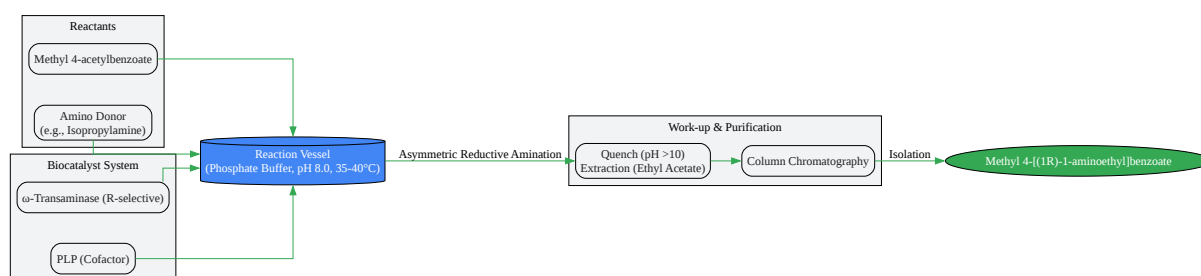 Reactants
Methyl 4-acetylbenzoate
Amino Donor
(e.g., Isopropylamine)
Biocatalyst System
ω-Transaminase (R-selective)
PLP (Cofactor)
Reaction Vessel
(Phosphate Buffer, pH 8.0, 35-40°C)
Asymmetric Reductive Amination
Work-up & Purification
Quench (pH >10)
Extraction (Ethyl Acetate)
Column Chromatography
Isolation
Methyl 4-[(1R)-1-aminoethyl]benzoate